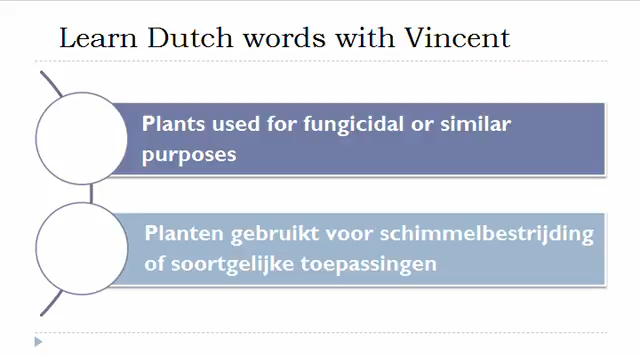 Learn Dutch words with Vincent
Plants used for fungicidal or similar
purposes
Planten gebruikt voor schimmelbestrijding
of soortgelijke toepassingen